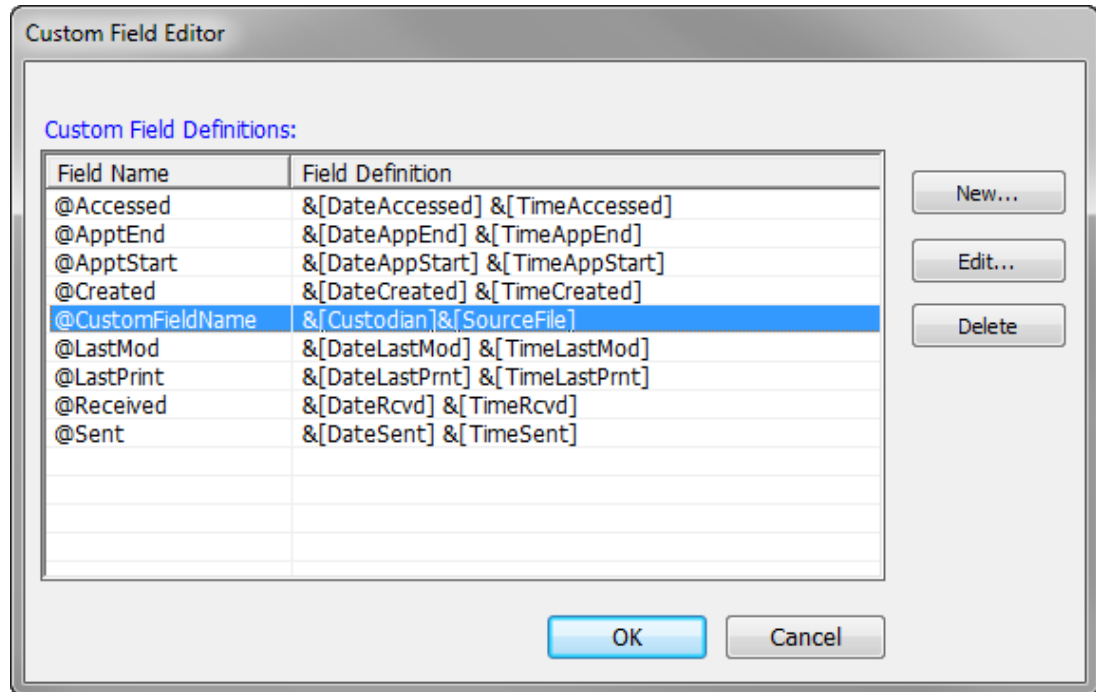 Custom Field Editor
Custom Field Definitions:
Field Name Field Definition
@Accessed &[DateAccessed] &[TimeAccessed]
@ApptEnd &[DateAppEnd] &[TimeAppEnd]
@ApptStart &[DateAppStart] &[TimeAppStart]
@Created &[DateCreated] &[TimeCreated]
@CustomFieldName &[Custodian]&[SourceFile]
@LastMod &[DateLastMod] &[TimeLastMod]
@LastPrint &[DateLastPrnt] &[TimeLastPrnt]
@Received &[DateRcvd] &[TimeRcvd]
@Sent &[DateSent] &[TimeSent]
New...
Edit...
Delete
OK Cancel